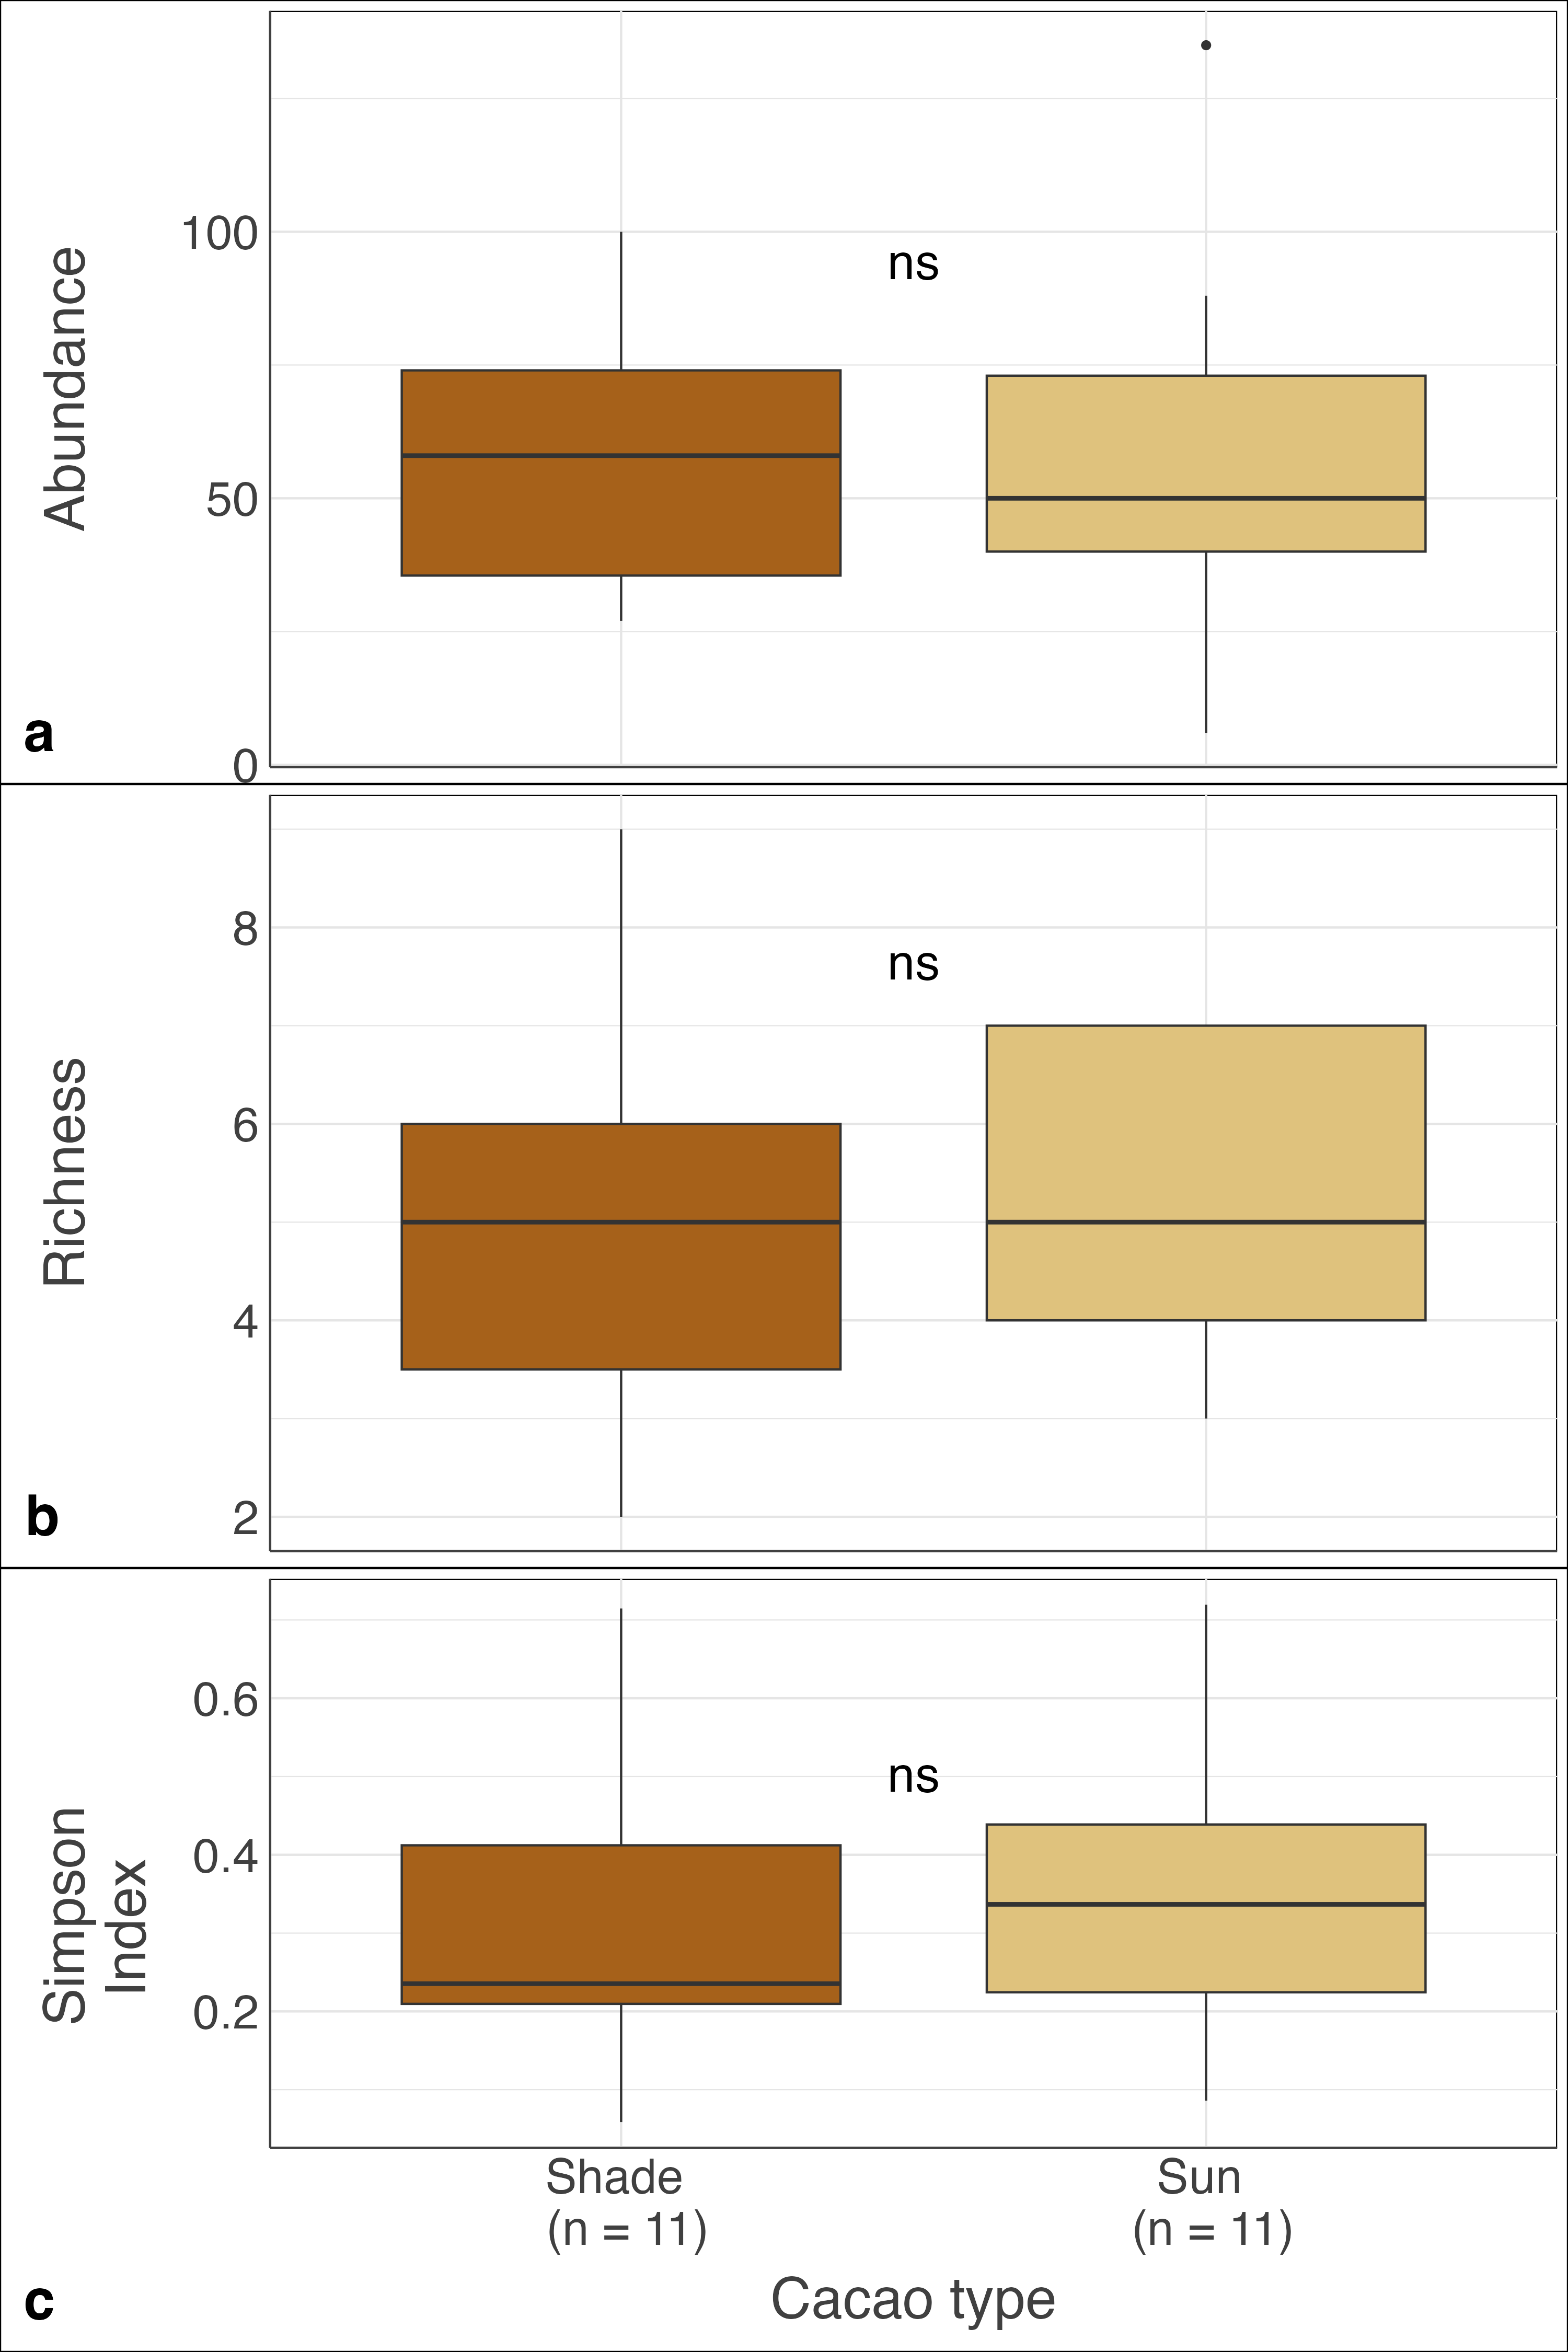 100
50
0
Abundance
ns
a
8
6
4
2
Richness
ns
b
0.6
0.4
0.2
Simpson
Index
ns
Shade
(n = 11)
Sun
(n = 11)
Cacao type
c